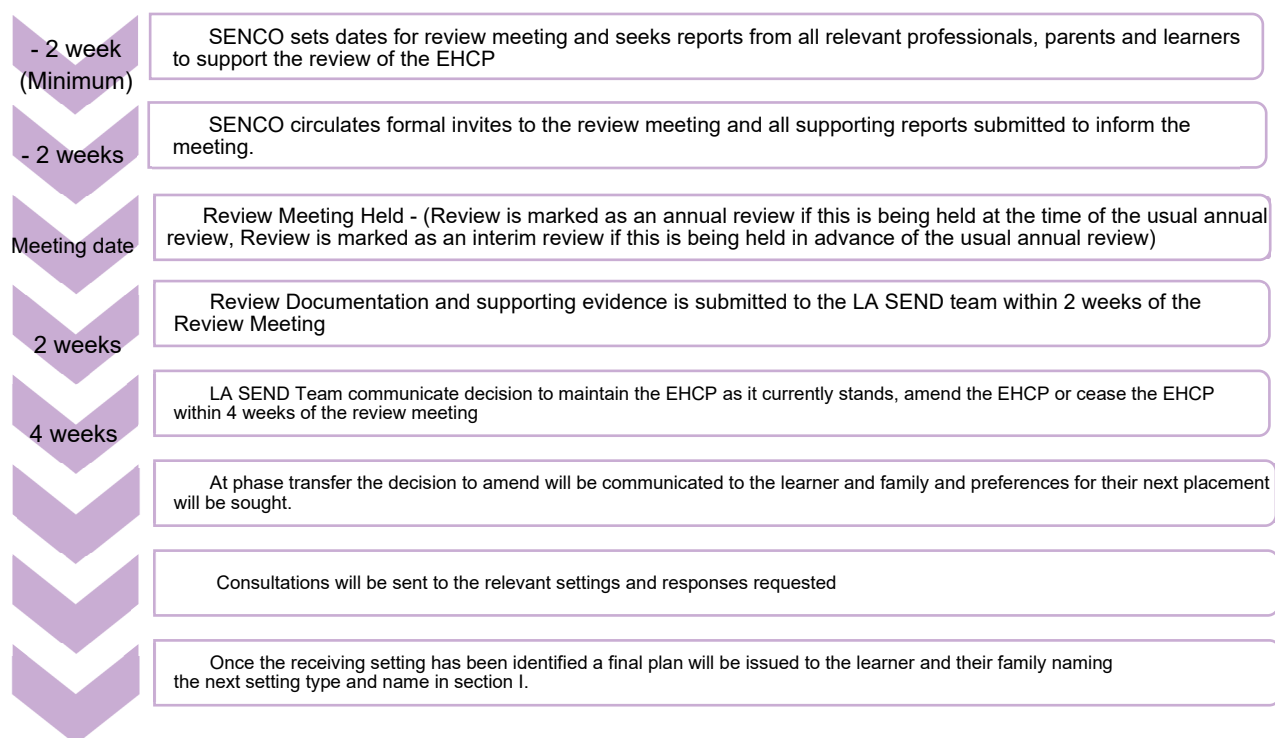 - 2 week
(Minimum)
SENCO sets dates for review meeting and seeks reports from all relevant professionals, parents and learners
to support the review of the EHCP
- 2 weeks
SENCO circulates formal invites to the review meeting and all supporting reports submitted to inform the
meeting.
Meeting date
Review Meeting Held - (Review is marked as an annual review if this is being held at the time of the usual annual
review, Review is marked as an interim review if this is being held in advance of the usual annual review)
2 weeks
Review Documentation and supporting evidence is submitted to the LA SEND team within 2 weeks of the
Review Meeting
4 weeks
LA SEND Team communicate decision to maintain the EHCP as it currently stands, amend the EHCP or cease the EHCP
within 4 weeks of the review meeting
At phase transfer the decision to amend will be communicated to the learner and family and preferences for their next placement
will be sought.
Consultations will be sent to the relevant settings and responses requested
Once the receiving setting has been identified a final plan will be issued to the learner and their family naming
the next setting type and name in section I.